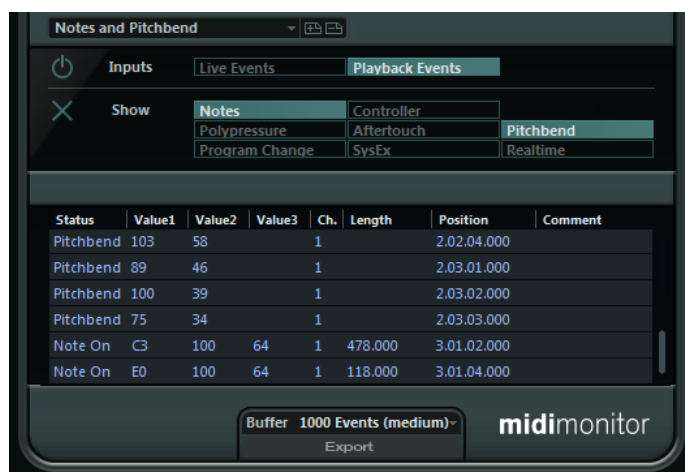 Notes and Pitchbend
Inputs Live Events Playback Events
Show Notes Controller
Polypressure Aftertouch Pitchbend
Program Change SysEx Realtime
Status Value1 Value2 Value3 Ch. Length Position Comment
Pitchbend 103 58 1 2.02.04.000
Pitchbend 89 46 1 2.03.01.000
Pitchbend 100 39 1 2.03.02.000
Pitchbend 75 34 1 2.03.03.000
Note On C3 100 64 1 478.000 3.01.02.000
Note On E0 100 64 1 118.000 3.01.04.000
Buffer 1000 Events (medium)
Export
midimonitor